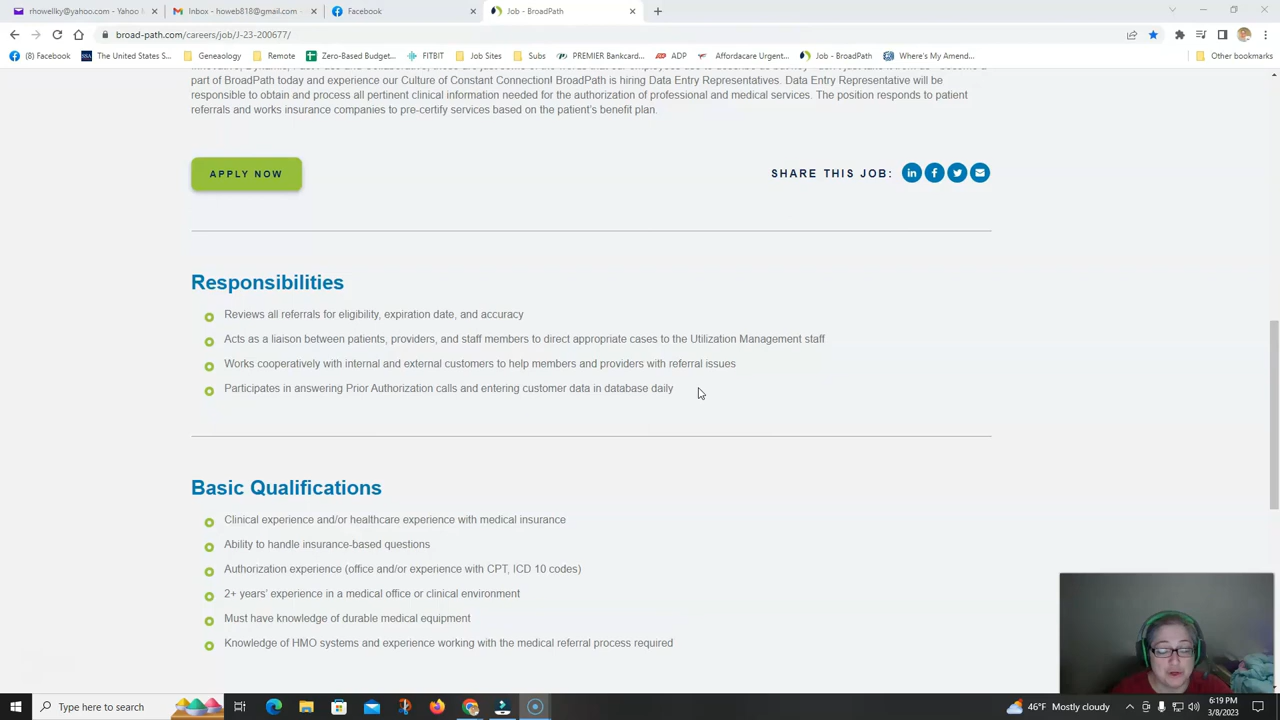 rhowellky@yahoo.com - Yahoo
Inbox - howeb818@gmail.com
Facebook
Job - BroadPath
broad-path.com/careers/job/J-23-200677/
(4) Facebook
The United States S...
Genealogy
Remote
Zero-Based Budget...
FITBIT
Job Sites
Subs
PREMIER Bankcard...
ADP
Affordacare Urgent...
Job - BroadPath
Where's My Amend...
Other bookmarks
part of BroadPath today and experience our Culture of Constant Connection! BroadPath is hiring Data Entry Representatives. Data Entry Representative will be
responsible to obtain and process all pertinent clinical information needed for the authorization of professional and medical services. The position responds to patient
referrals and works insurance companies to pre-certify services based on the patient's benefit plan.
APPLY NOW
SHARE THIS JOB:
Responsibilities
Reviews all referrals for eligibility, expiration date, and accuracy
Acts as a liaison between patients, providers, and staff members to direct appropriate cases to the Utilization Management staff
Works cooperatively with internal and external customers to help members and providers with referral issues
Participates in answering Prior Authorization calls and entering customer data in database daily
Basic Qualifications
Clinical experience and/or healthcare experience with medical insurance
Ability to handle insurance-based questions
Authorization experience (office and/or experience with CPT, ICD 10 codes)
2+ years' experience in a medical office or clinical environment
Must have knowledge of durable medical equipment
Knowledge of HMO systems and experience working with the medical referral process required
Type here to search
46°F Mostly cloudy
6:19 PM
3/8/2023